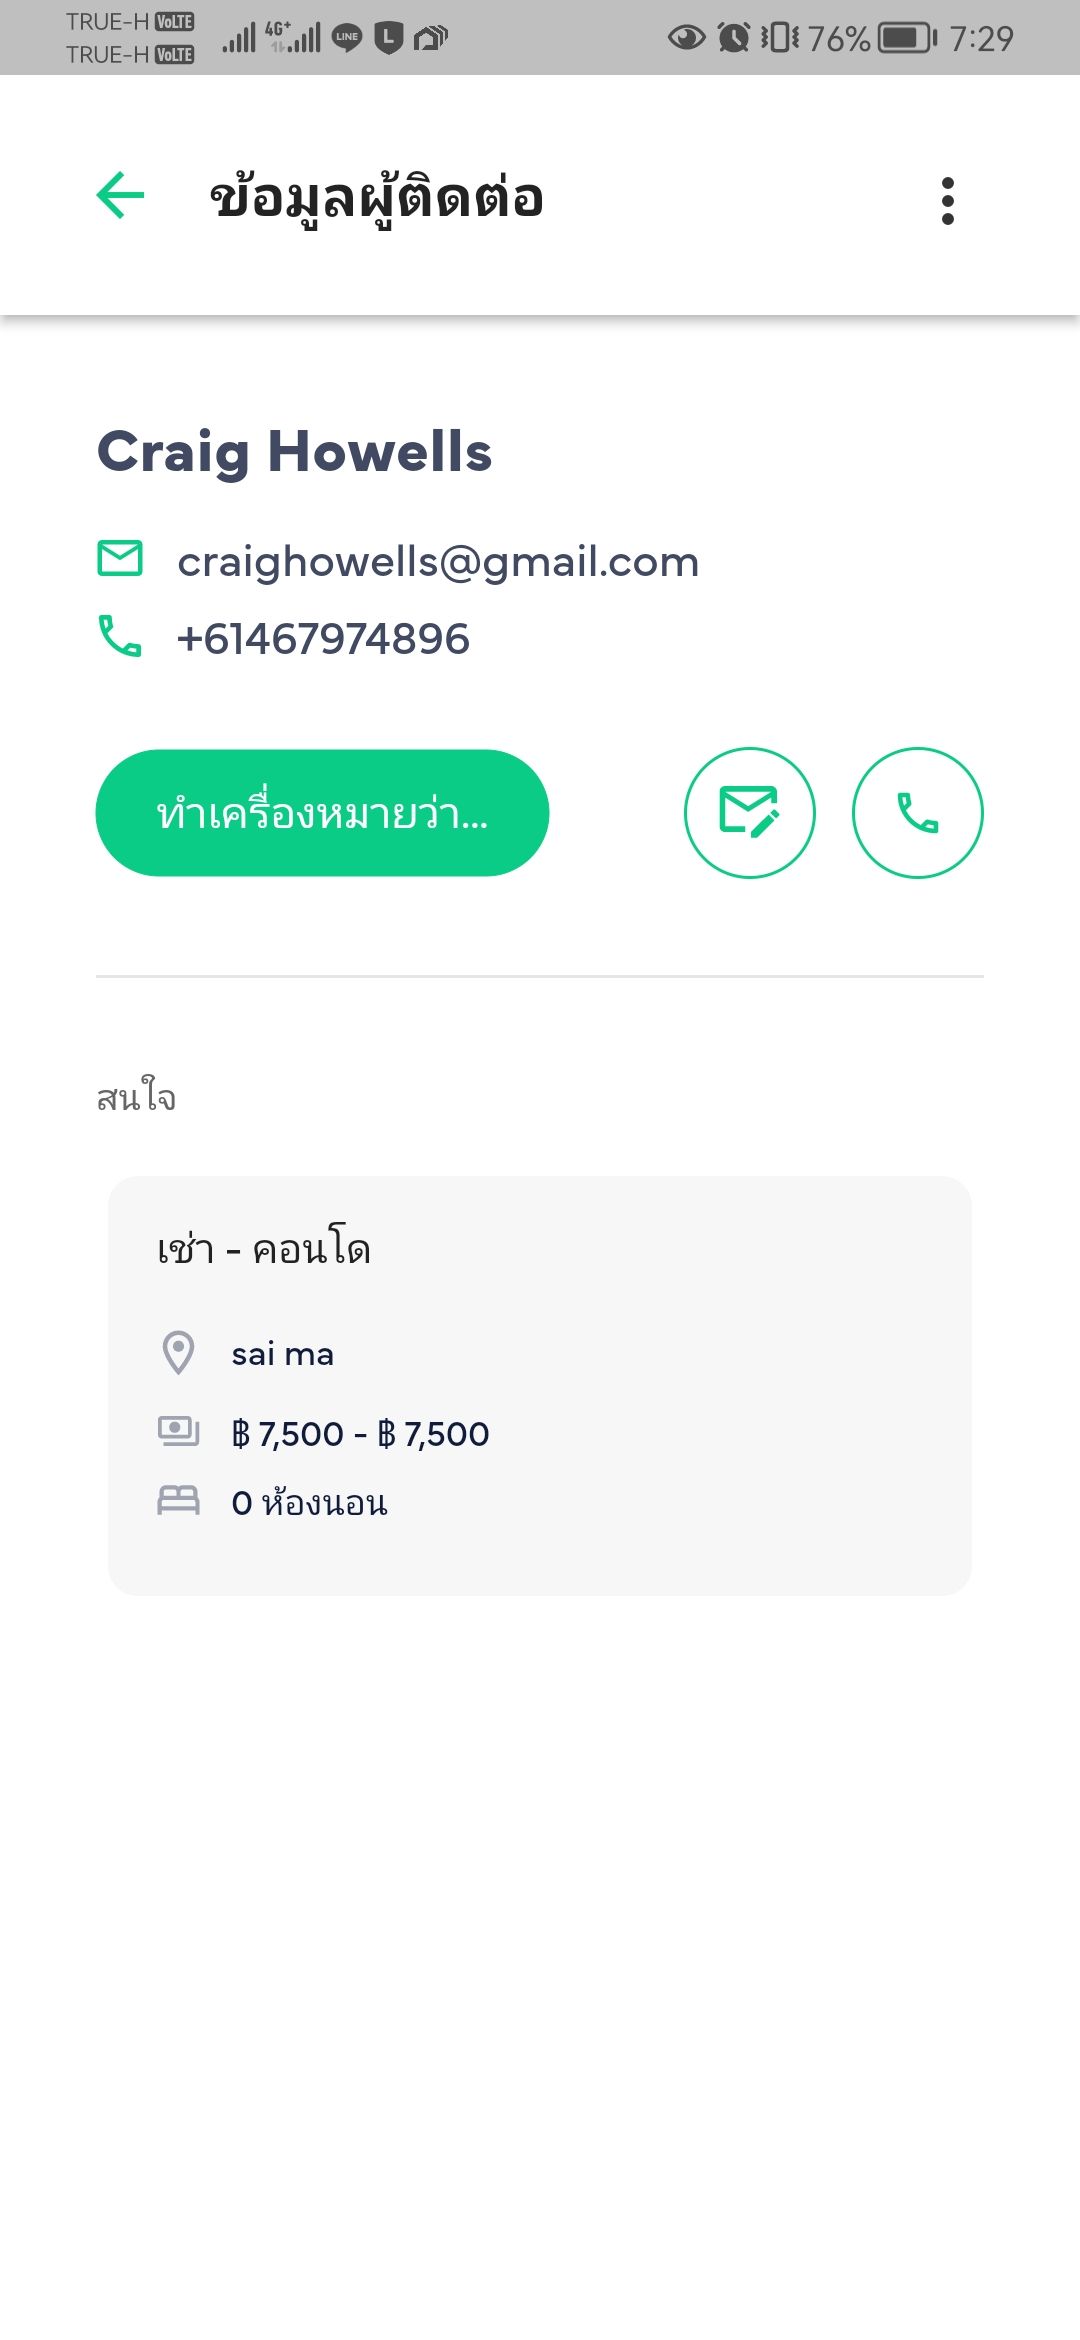 TRUE-H VoLTE
TRUE-H VoLTE
4G+
LINE
L
76%
7:29
ข้อมูลผู้ติดต่อ
Craig Howells
craighowells@gmail.com
+61467974896
ทำเครื่องหมายว่า...
สนใจ
เช่า - คอนโด
sai ma
฿ 7,500 - ฿ 7,500
0 ห้องนอน